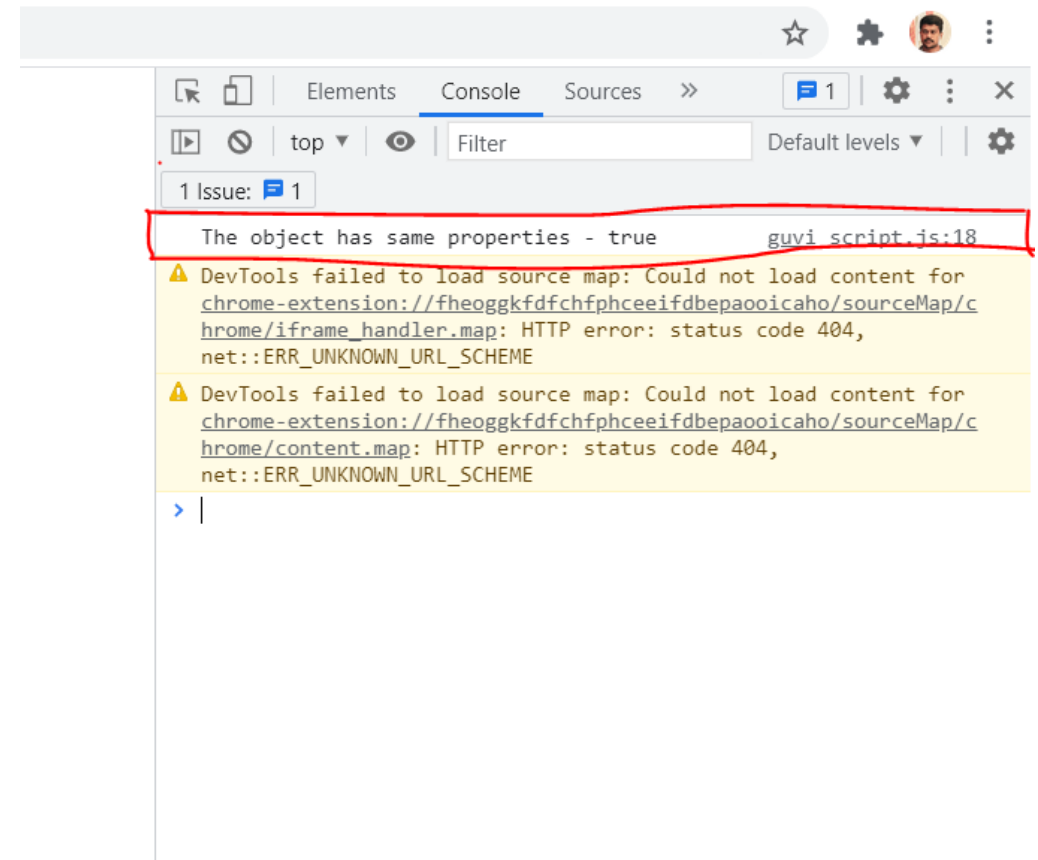 Elements Console Sources » 1
top ▼ Filter Default levels ▼
1 Issue: 1
The object has same properties - true guvi script.js:18
DevTools failed to load source map: Could not load content for
chrome-extension://fheoggkfdfchfphceeifdbepaooicaho/sourceMap/c
hrome/iframe_handler.map: HTTP error: status code 404,
net::ERR_UNKNOWN_URL_SCHEME
DevTools failed to load source map: Could not load content for
chrome-extension://fheoggkfdfchfphceeifdbepaooicaho/sourceMap/c
hrome/content.map: HTTP error: status code 404,
net::ERR_UNKNOWN_URL_SCHEME
>